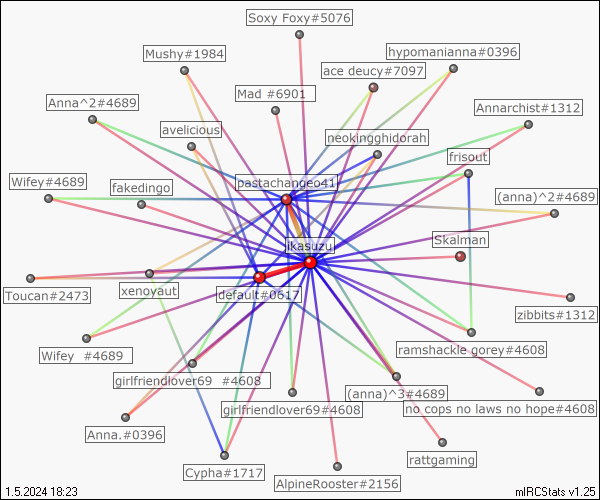 Soxy Foxy#5076
Mushy#1984
hypomanianna#0396
ace deucy#7097
Mad #6901
Anna^2#4689
Annarchist#1312
avelicious
neokingghidorah
frisout
Wifey#4689
fakedingo
pastachangeo41
(anna)^2#4689
ikasuzu
Skalman
Toucan#2473
xenoyaut
default#0617
zibbits#1312
Wifey #4689
ramshackle gorey#4608
girlfriendlover69 #4608
(anna)^3#4689
girlfriendlover69#4608
no cops no laws no hope#4608
Anna.#0396
Cypha#1717
rattgaming
AlpineRooster#2156
1.5.2024 18:23
mIRCStats v1.25